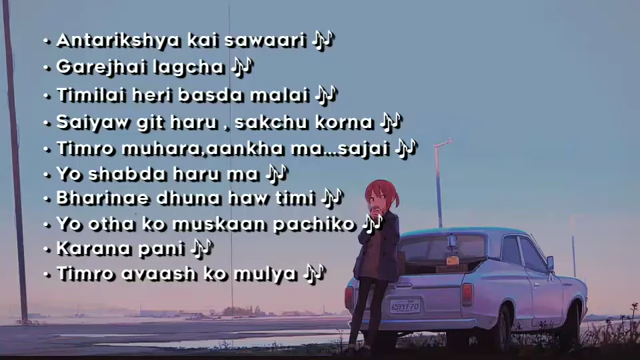 • Antarikshya kai sawaari 🎶
• Garejhai lagcha 🎶
• Timilai heri basda malai 🎶
• Saiyaw git haru , sakchu korna 🎶
• Timro muhara,aankha ma...sajai 🎶
• Yo shabda haru ma 🎶
• Bharinae dhuna haw timi 🎶
• Yo otha ko muskaan pachiko 🎶
• Karana pani 🎶
• Timro avaash ko mulya 🎶